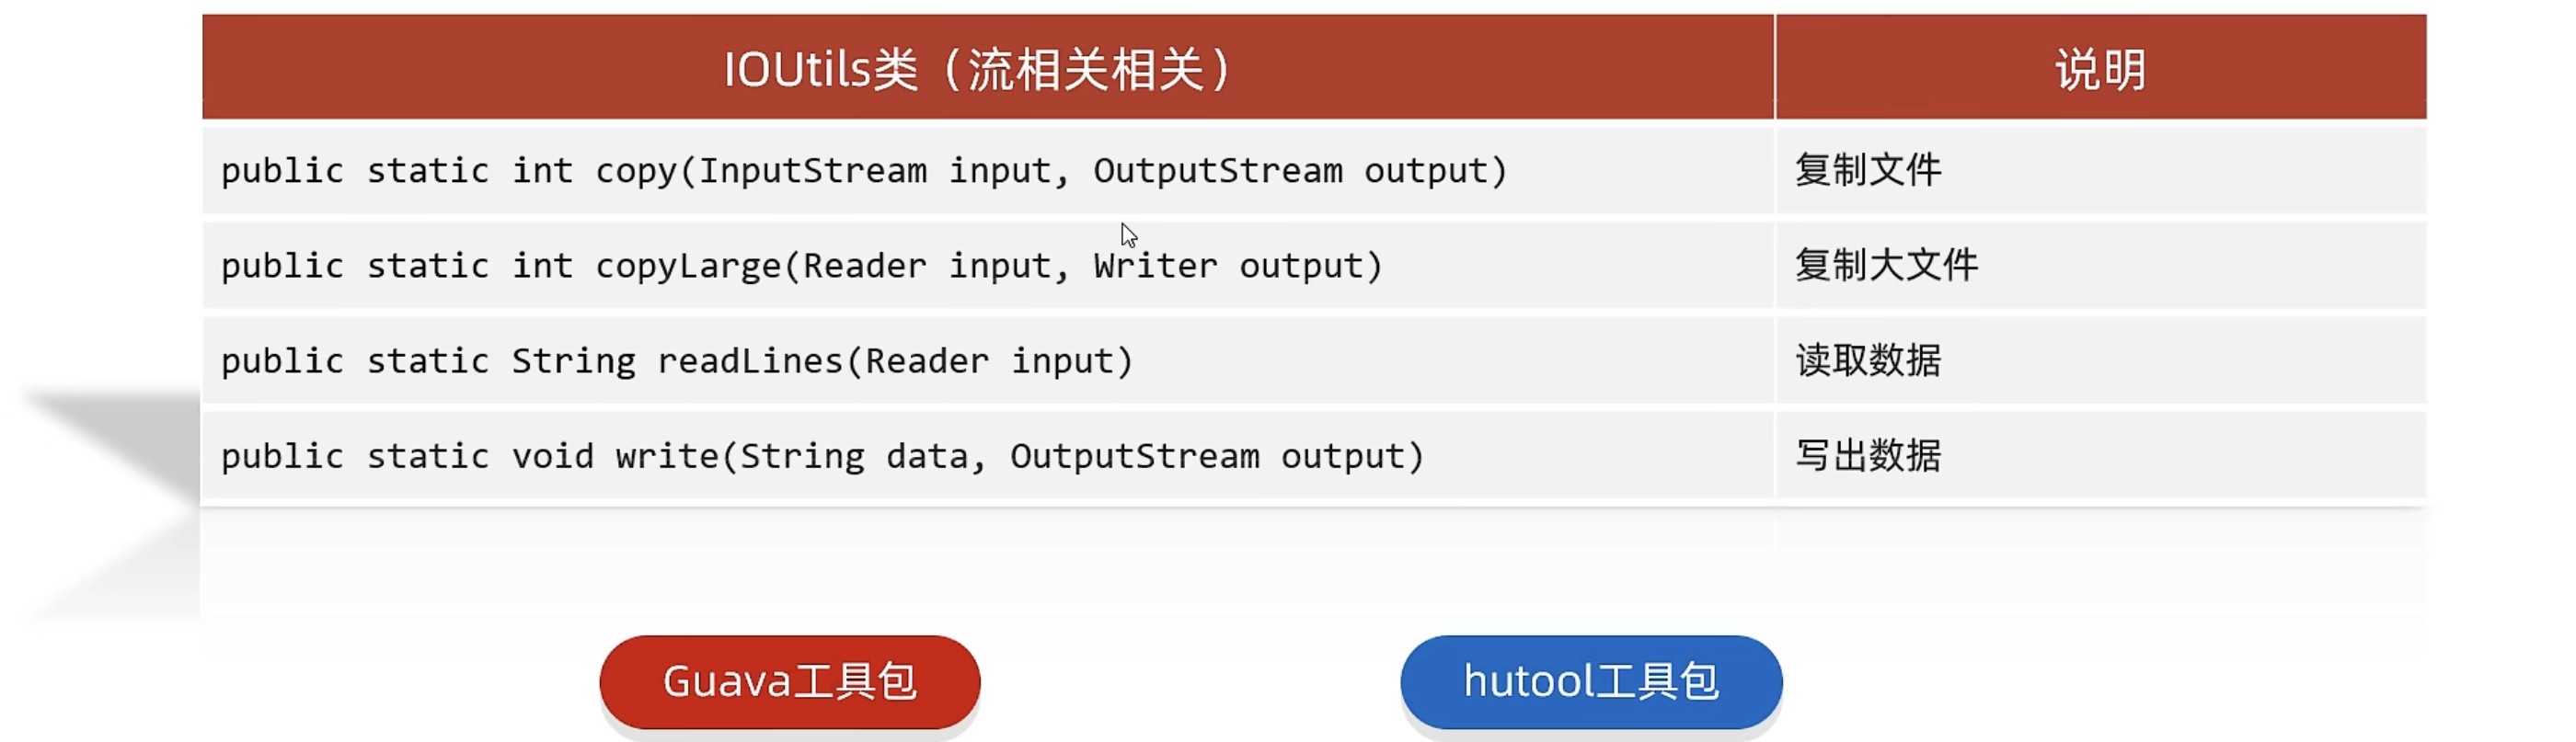 IOUtils类（流相关相关） 说明
public static int copy(InputStream input, OutputStream output) 复制文件
public static int copyLarge(Reader input, Writer output) 复制大文件
public static String readLines(Reader input) 读取数据
public static void write(String data, OutputStream output) 写出数据
Guava工具包 hutool工具包